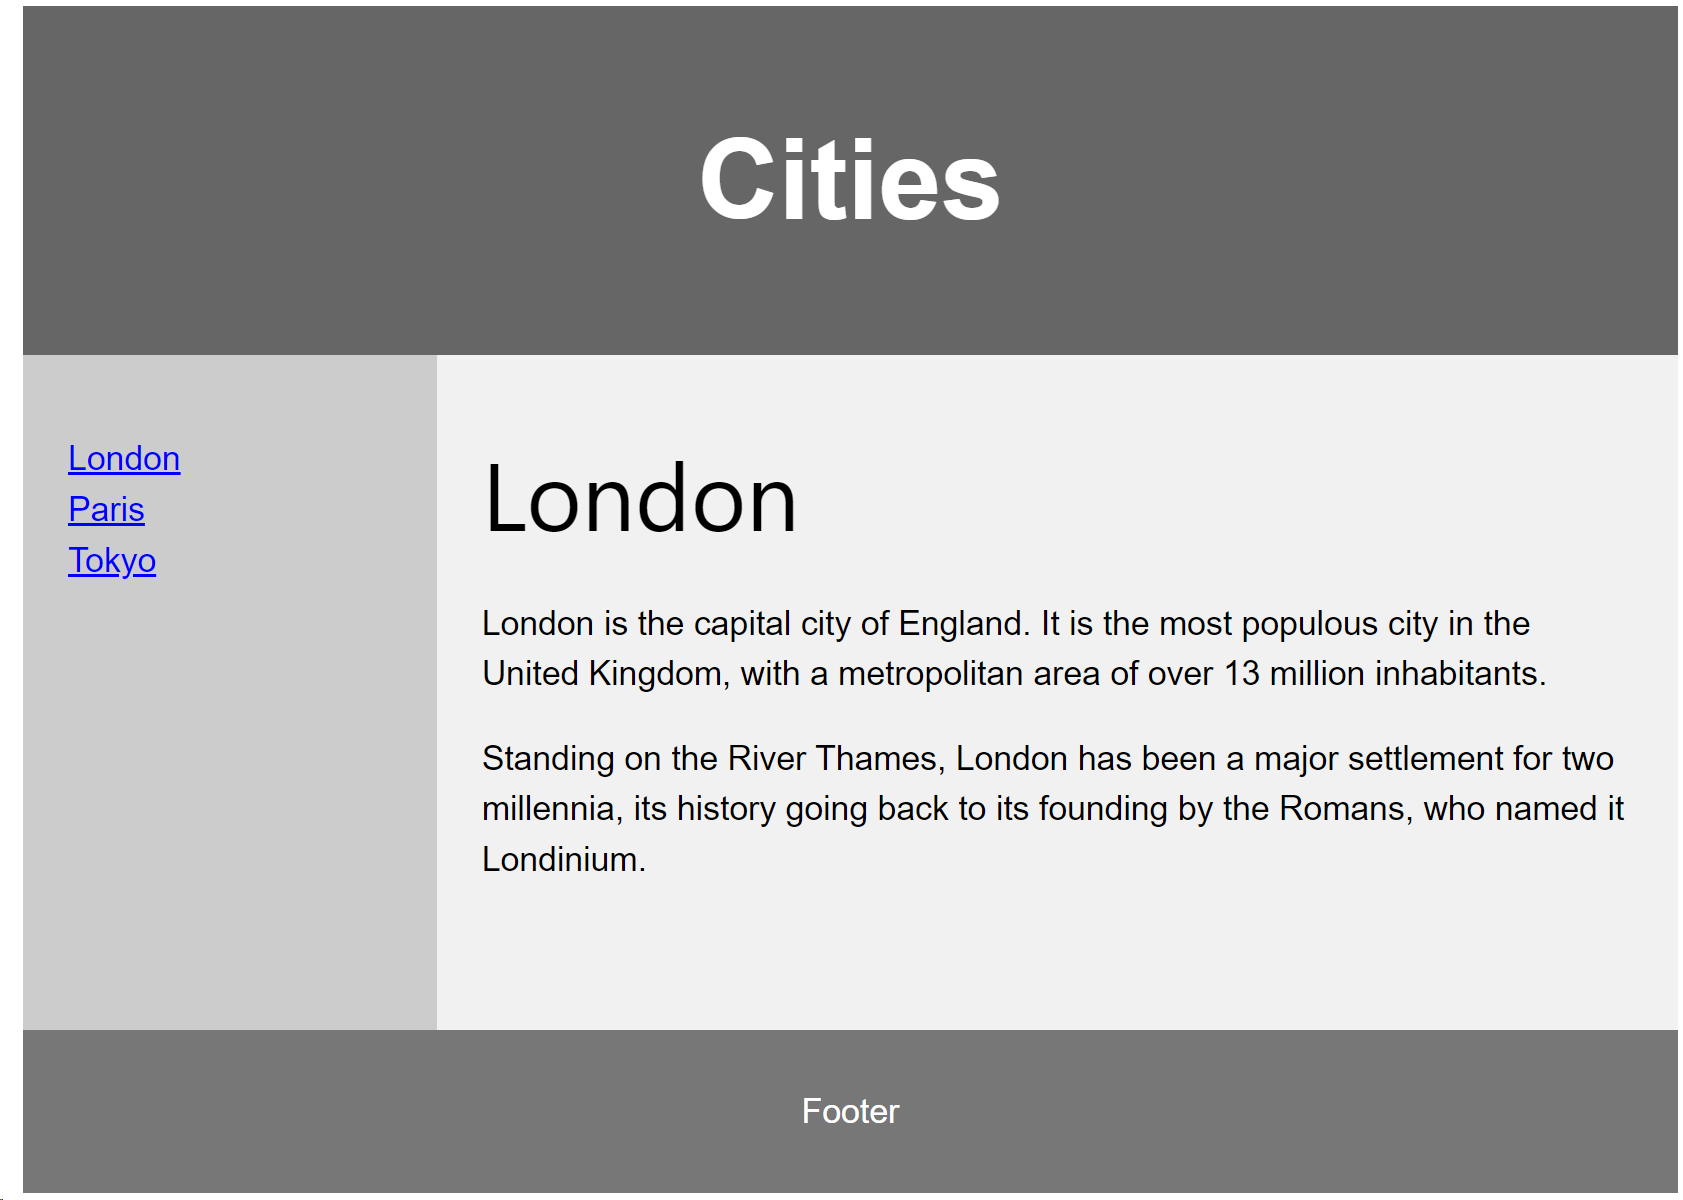 Cities
London
Paris
Tokyo
London
London is the capital city of England. It is the most populous city in the
United Kingdom, with a metropolitan area of over 13 million inhabitants.
Standing on the River Thames, London has been a major settlement for two
millennia, its history going back to its founding by the Romans, who named it
Londinium.
Footer